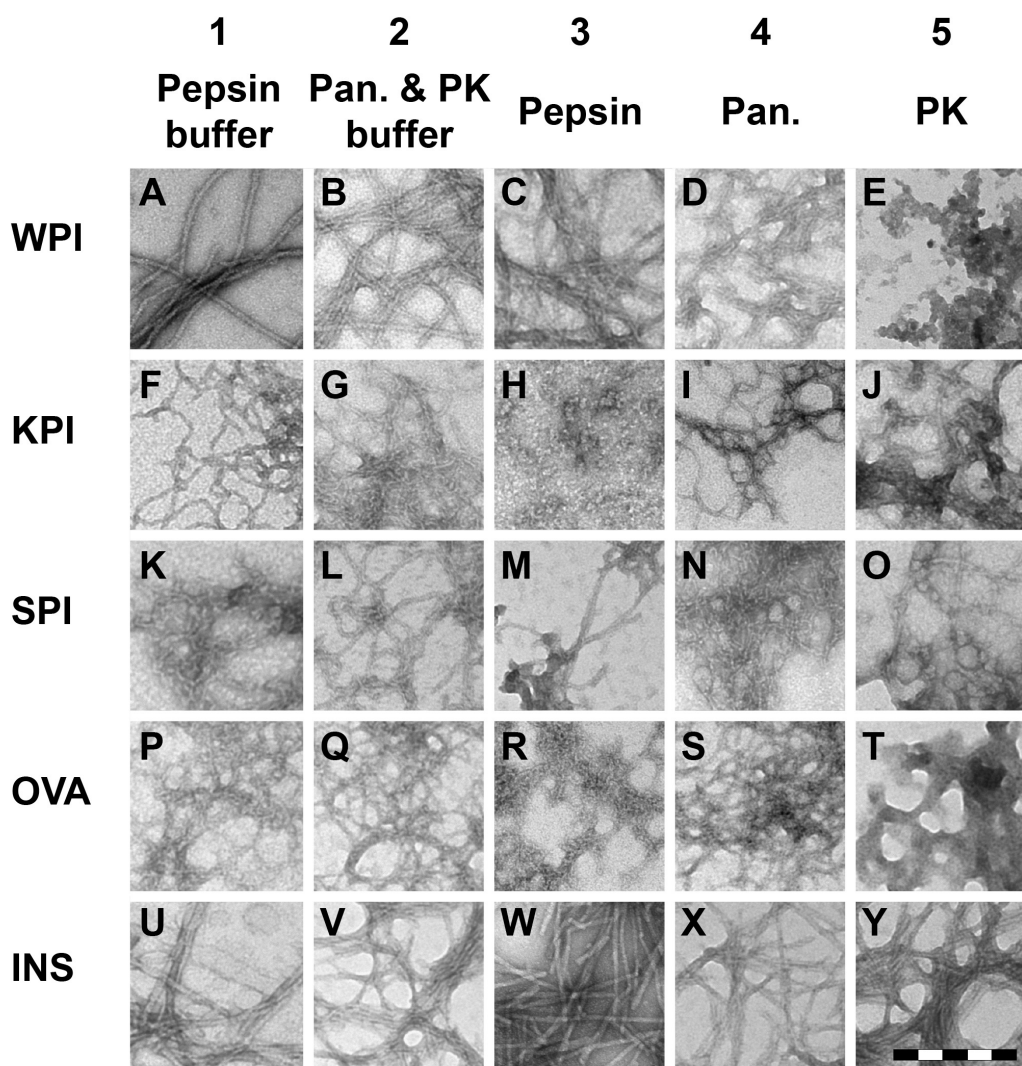 1 2 3 4 5
Pepsin buffer Pan. & PK buffer Pepsin Pan. PK
WPI A B C D E
KPI F G H I J
SPI K L M N O
OVA P Q R S T
INS U V W X Y